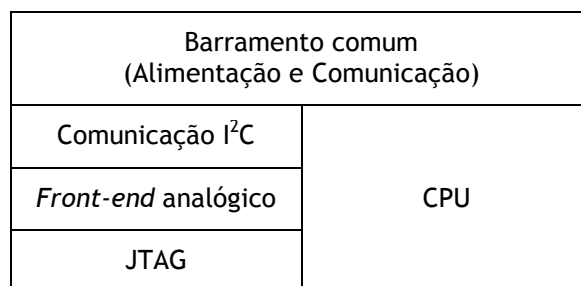 Barramento comum
(Alimentação e Comunicação)
Comunicação I²C
Front-end analógico
CPU
JTAG